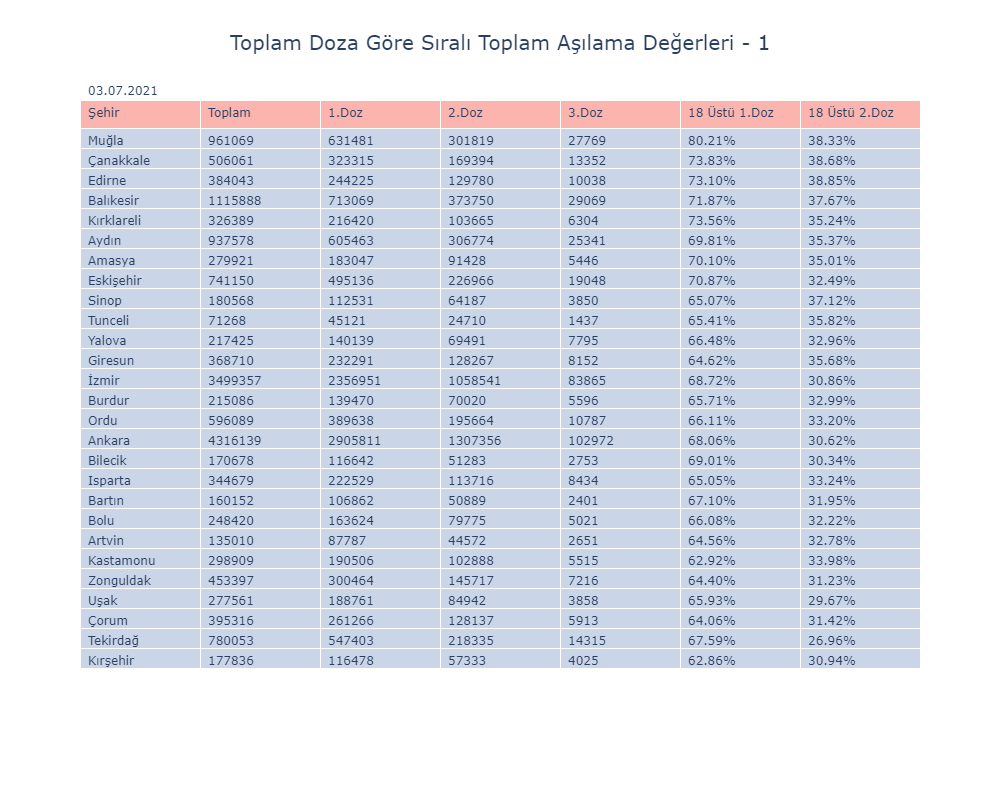 Toplam Doza Göre Sıralı Toplam Aşılama Değerleri - 1
03.07.2021
Şehir Toplam 1.Doz 2.Doz 3.Doz 18 Üstü 1.Doz 18 Üstü 2.Doz
Muğla 961069 631481 301819 27769 80.21% 38.33%
Çanakkale 506061 323315 169394 13352 73.83% 38.68%
Edirne 384043 244225 129780 10038 73.10% 38.85%
Balıkesir 1115888 713069 373750 29069 71.87% 37.67%
Kırklareli 326389 216420 103665 6304 73.56% 35.24%
Aydın 937578 605463 306774 25341 69.81% 35.37%
Amasya 279921 183047 91428 5446 70.10% 35.01%
Eskişehir 741150 495136 226966 19048 70.87% 32.49%
Sinop 180568 112531 64187 3850 65.07% 37.12%
Tunceli 71268 45121 24710 1437 65.41% 35.82%
Yalova 217425 140139 69491 7795 66.48% 32.96%
Giresun 368710 232291 128267 8152 64.62% 35.68%
İzmir 3499357 2356951 1058541 83865 68.72% 30.86%
Burdur 215086 139470 70020 5596 65.71% 32.99%
Ordu 596089 389638 195664 10787 66.11% 33.20%
Ankara 4316139 2905811 1307356 102972 68.06% 30.62%
Bilecik 170678 116642 51283 2753 69.01% 30.34%
Isparta 344679 222529 113716 8434 65.05% 33.24%
Bartın 160152 106862 50889 2401 67.10% 31.95%
Bolu 248420 163624 79775 5021 66.08% 32.22%
Artvin 135010 87787 44572 2651 64.56% 32.78%
Kastamonu 298909 190506 102888 5515 62.92% 33.98%
Zonguldak 453397 300464 145717 7216 64.40% 31.23%
Uşak 277561 188761 84942 3858 65.93% 29.67%
Çorum 395316 261266 128137 5913 64.06% 31.42%
Tekirdağ 780053 547403 218335 14315 67.59% 26.96%
Kırşehir 177836 116478 57333 4025 62.86% 30.94%